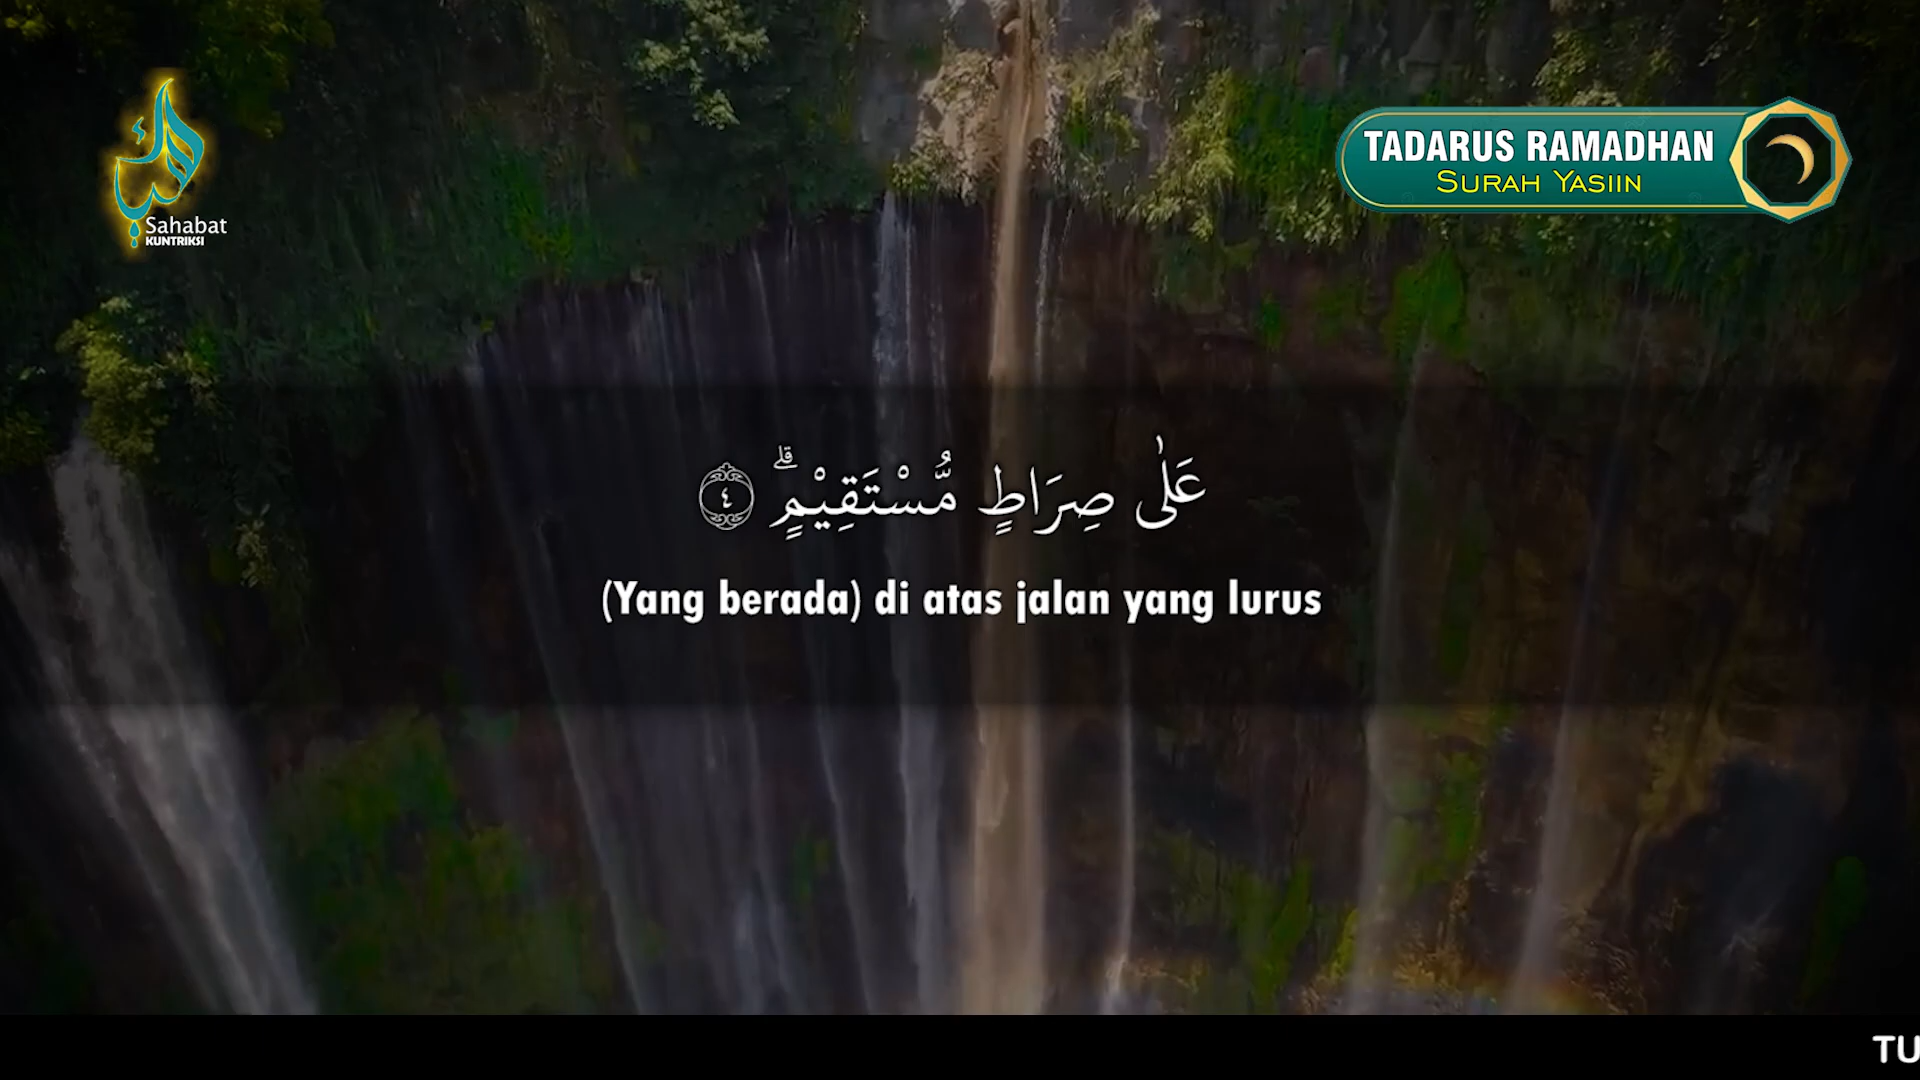 Sahabat
KUNTRIKSI
TADARUS RAMADHAN
SURAH YASIIN
عَلٰى صِرَاطٍ مُّسْتَقِيْمٍۗ ۝٤
(Yang berada) di atas jalan yang lurus
TU